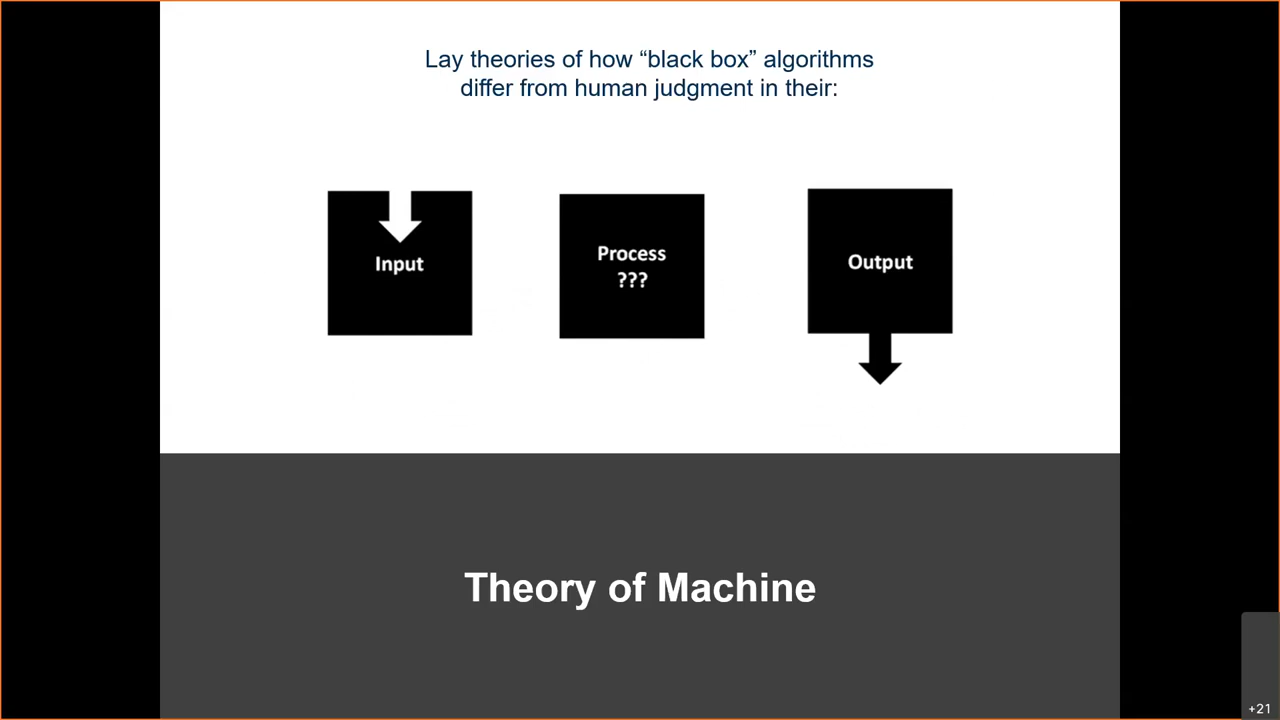 Lay theories of how “black box” algorithms
differ from human judgment in their:
Input
Process
???
Output
Theory of Machine
+21